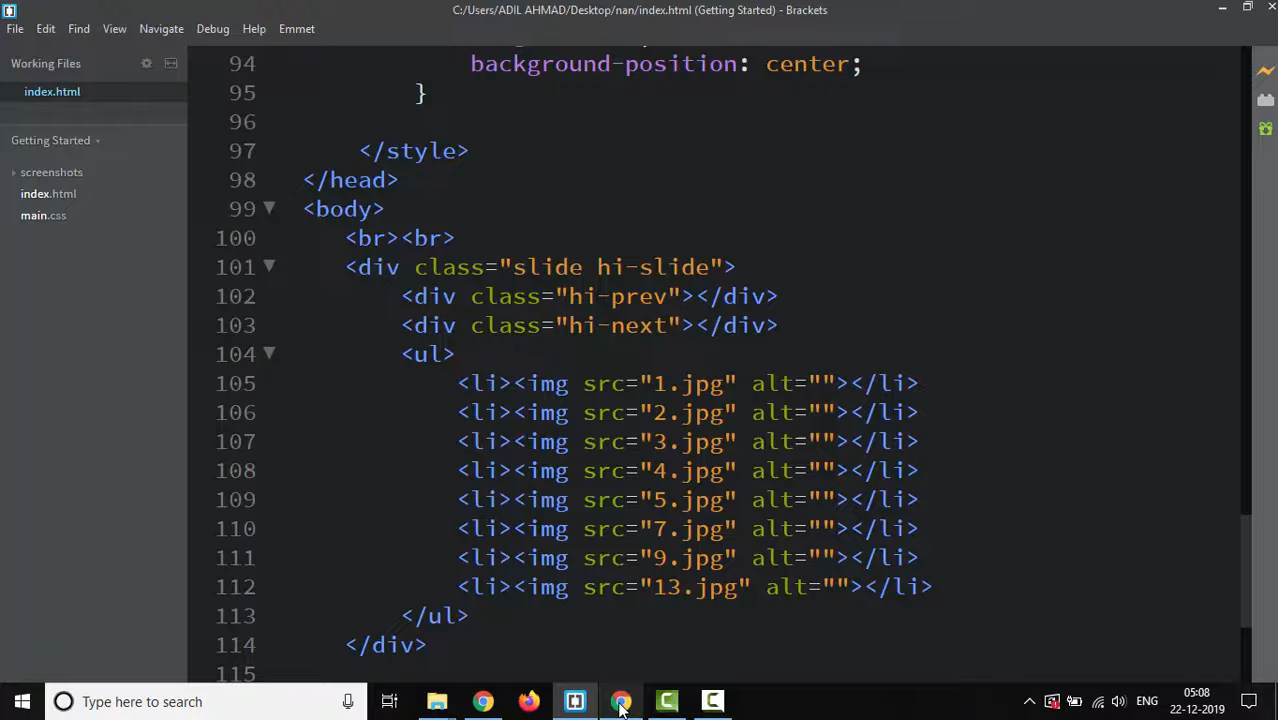 C:/Users/ADIL AHMAD/Desktop/nan/index.html (Getting Started) - Brackets
File Edit Find View Navigate Debug Help Emmet
Working Files
index.html
Getting Started
screenshots
index.html
main.css
94 background-position: center;
95 }
96
97 </style>
98 </head>
99 <body>
100 <br><br>
101 <div class="slide hi-slide">
102 <div class="hi-prev"></div>
103 <div class="hi-next"></div>
104 <ul>
105 <li><img src="1.jpg" alt=""></li>
106 <li><img src="2.jpg" alt=""></li>
107 <li><img src="3.jpg" alt=""></li>
108 <li><img src="4.jpg" alt=""></li>
109 <li><img src="5.jpg" alt=""></li>
110 <li><img src="7.jpg" alt=""></li>
111 <li><img src="9.jpg" alt=""></li>
112 <li><img src="13.jpg" alt=""></li>
113 </ul>
114 </div>
115
Type here to search
ENG
05:08
22-12-2019